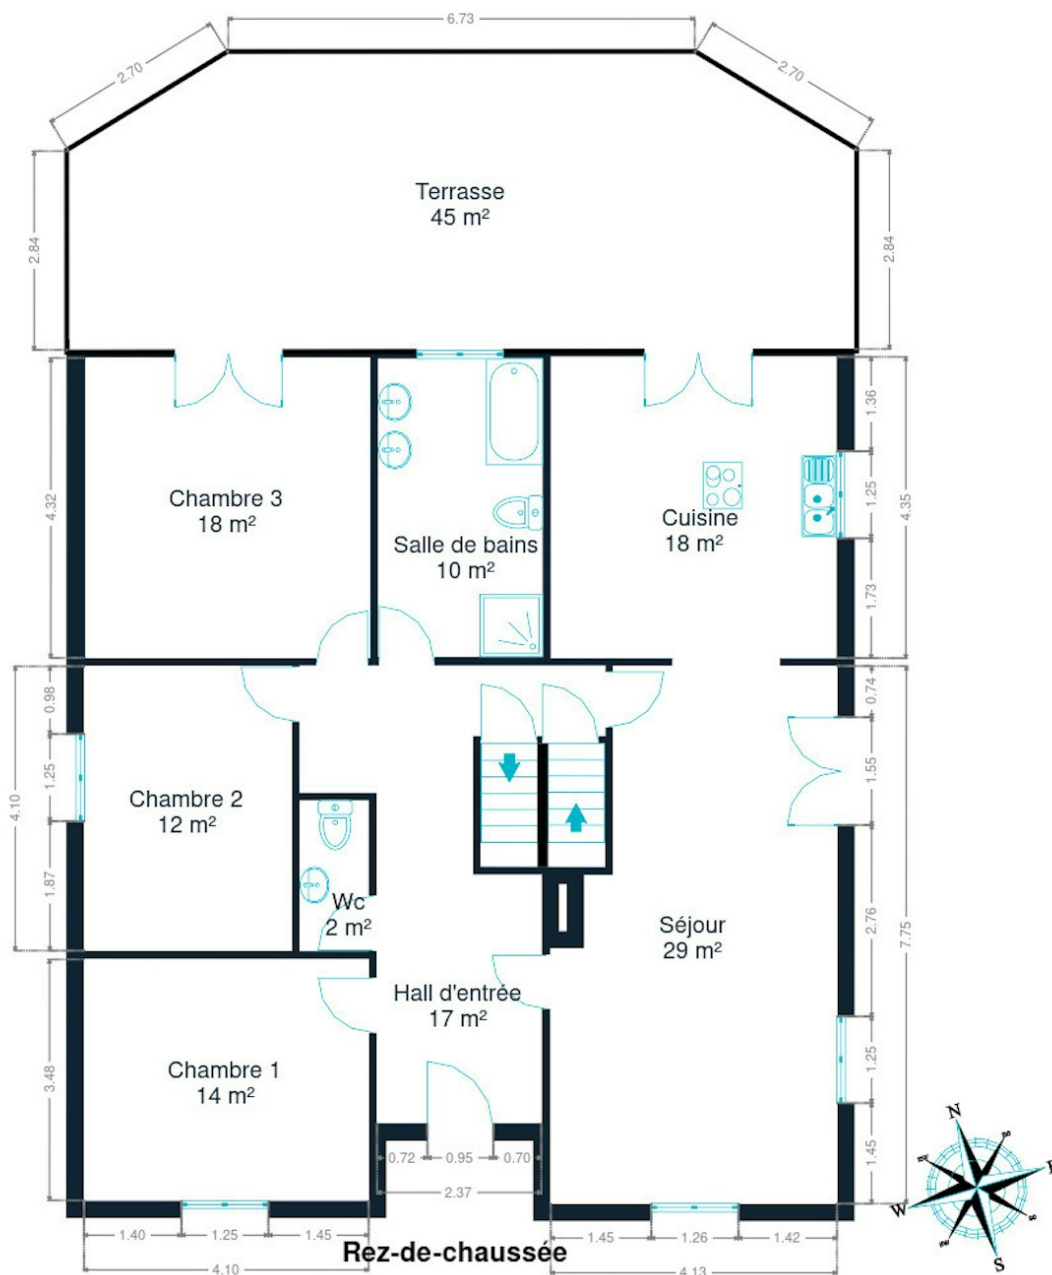 6.73
2.70
2.70
Terrasse
45 m²
2.84
2.84
Chambre 3
18 m²
Salle de bains
10 m²
Cuisine
18 m²
4.32
1.36
1.25
1.73
4.35
Chambre 2
12 m²
0.98
1.25
1.87
4.10
Wc
2 m²
Séjour
29 m²
0.74
1.55
2.76
1.25
1.45
7.75
Hall d'entrée
17 m²
Chambre 1
14 m²
3.48
0.72
0.95
0.70
2.37
1.40
1.25
1.45
4.10
1.45
1.26
1.42
4.13
Rez-de-chaussée
N
E
W
S